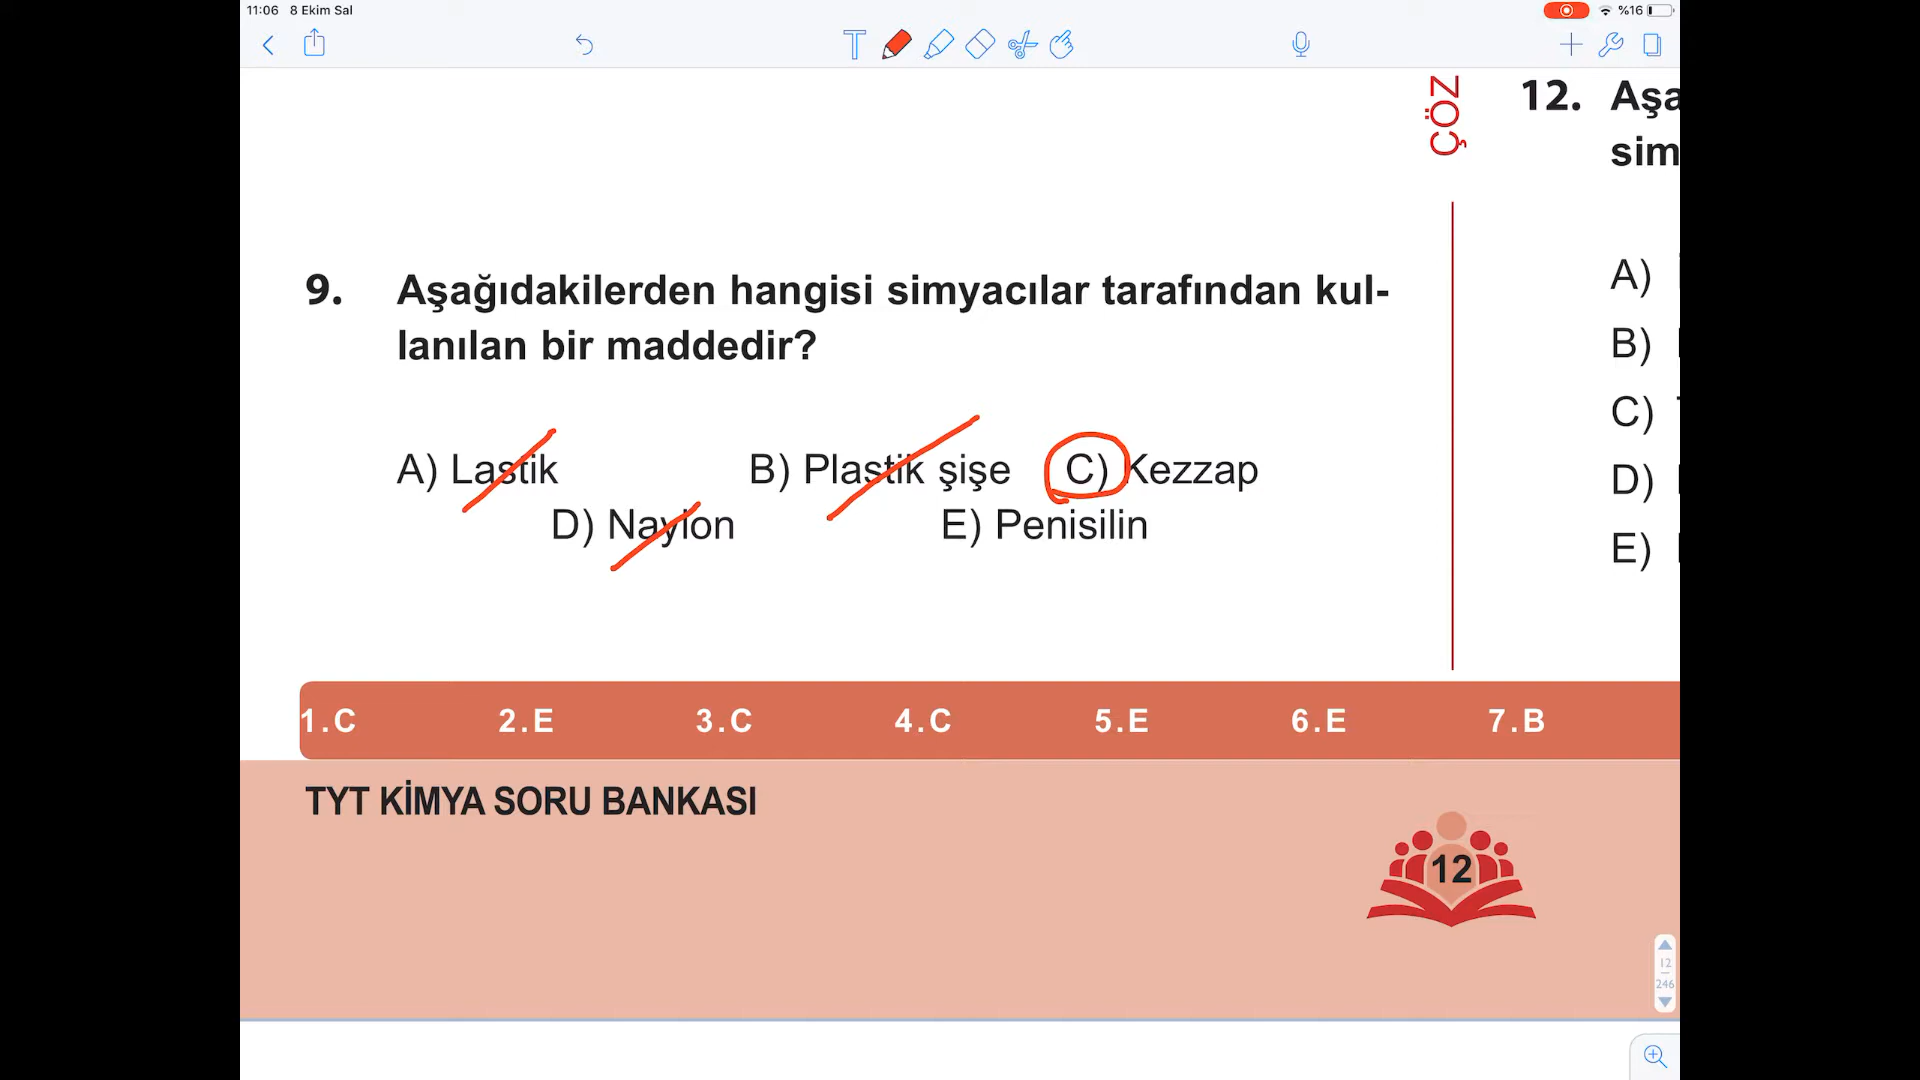 11:06 8 Ekim Sal
%16
T
ÇÖZ
9. Aşağıdakilerden hangisi simyacılar tarafından kul-
lanılan bir maddedir?
A) Lastik B) Plastik şişe C) Kezzap
D) Naylon E) Penisilin
12. Aşa
sim
A)
B)
C)
D)
E)
1.C 2.E 3.C 4.C 5.E 6.E 7.B
TYT KİMYA SORU BANKASI
12
12
246